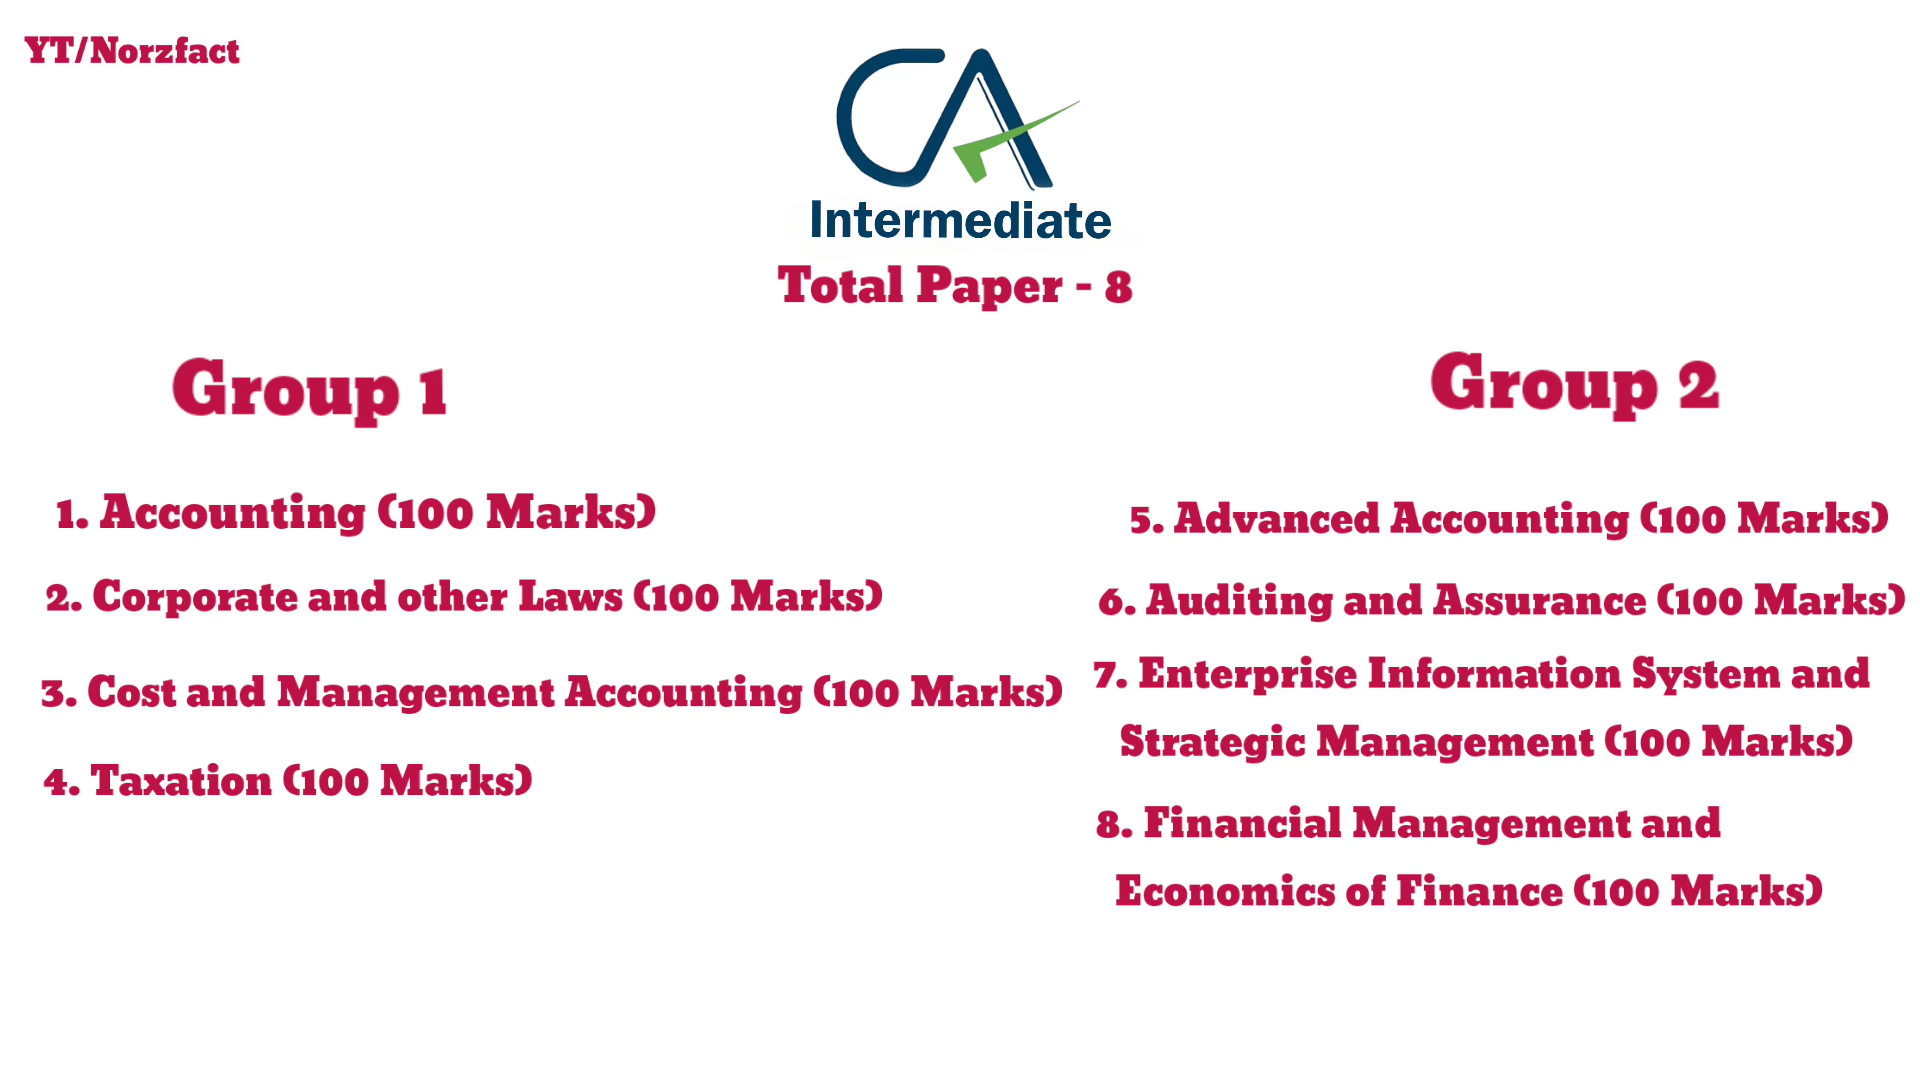 YT/Norzfact
CA
Intermediate
Total Paper - 8
Group 1
1. Accounting (100 Marks)
2. Corporate and other Laws (100 Marks)
3. Cost and Management Accounting (100 Marks)
4. Taxation (100 Marks)
Group 2
5. Advanced Accounting (100 Marks)
6. Auditing and Assurance (100 Marks)
7. Enterprise Information System and
Strategic Management (100 Marks)
8. Financial Management and
Economics of Finance (100 Marks)